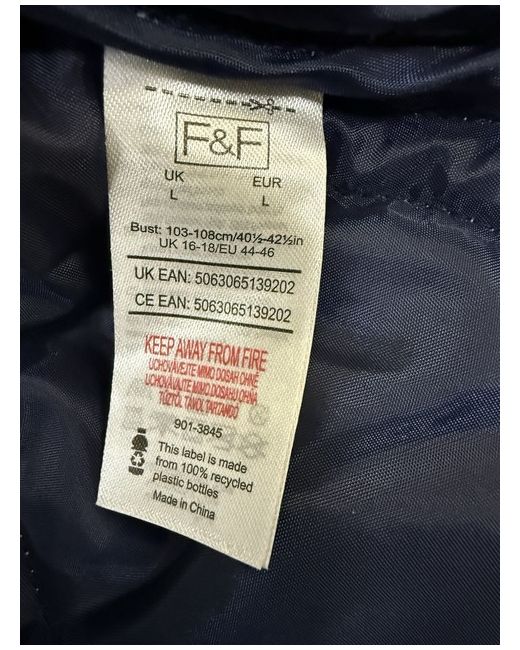 F&F
UK EUR
L L
Bust: 103-108cm/40½-42½in
UK 16-18/EU 44-46
UK EAN: 5063065139202
CE EAN: 5063065139202
KEEP AWAY FROM FIRE
UCHOVÁVEJTE MIMO DOSAH OHNĚ
UCHOVÁVAJTE MIMO DOSAHU OHŇA
TŰZTŐL TÁVOL TARTANDÓ
901-3845
This label is made
from 100% recycled
plastic bottles
Made in China